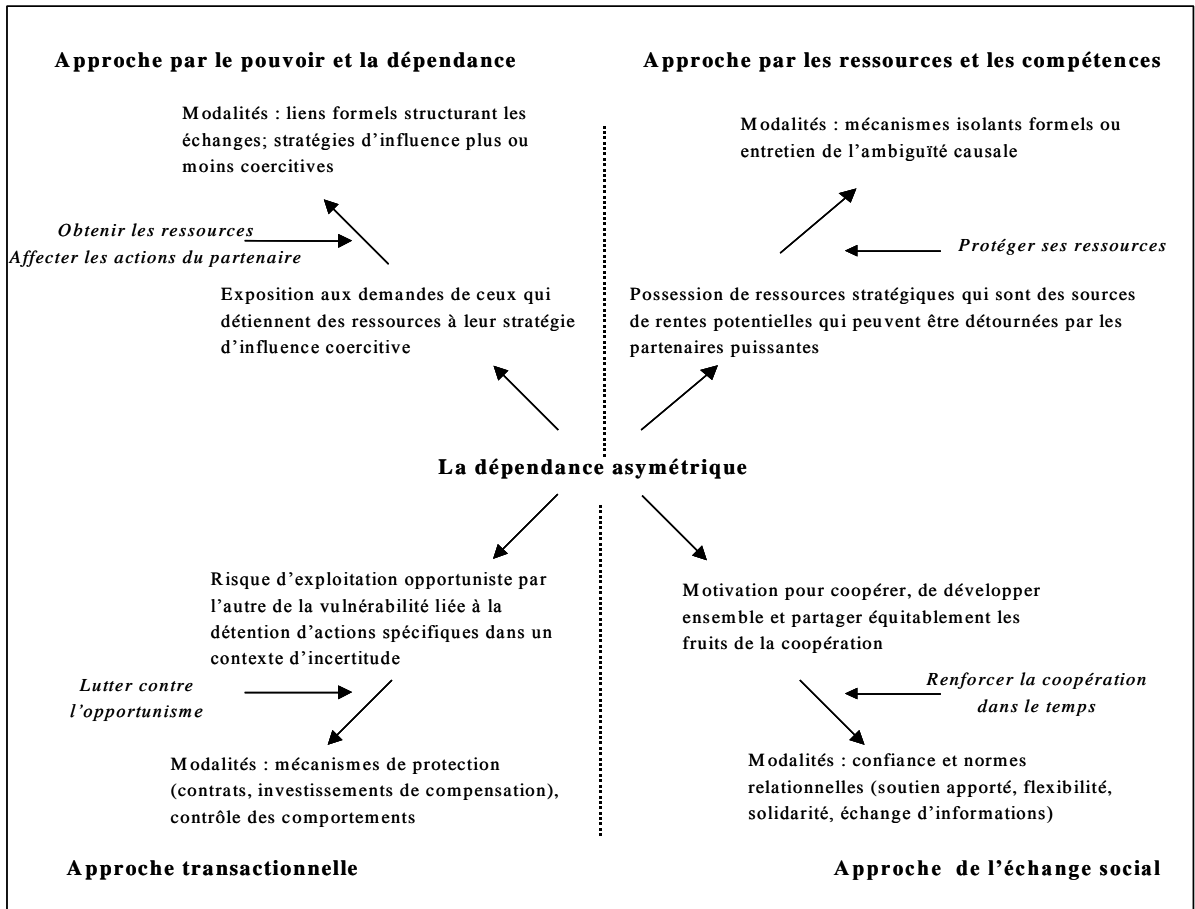 Approche par le pouvoir et la dépendance
Approche par les ressources et les compétences
Modalités : liens formels structurant les
échanges; stratégies d’influence plus ou
moins coercitives
Modalités : mécanismes isolants formels ou
entretien de l’ambiguïté causale
Obtenir les ressources
Affecter les actions du partenaire
Protéger ses ressources
Exposition aux demandes de ceux qui
détiennent des ressources à leur stratégie
d’influence coercitive
Possession de ressources stratégiques qui sont des sources
de rentes potentielles qui peuvent être détournées par les
partenaires puissantes
La dépendance asymétrique
Risque d’exploitation opportuniste par
l’autre de la vulnérabilité liée à la
détention d’actions spécifiques dans un
contexte d’incertitude
Motivation pour coopérer, de développer
ensemble et partager équitablement les
fruits de la coopération
Lutter contre
l’opportunisme
Renforcer la coopération
dans le temps
Modalités : mécanismes de protection
(contrats, investissements de compensation),
contrôle des comportements
Modalités : confiance et normes
relationnelles (soutien apporté, flexibilité,
solidarité, échange d’informations)
Approche transactionnelle
Approche de l’échange social